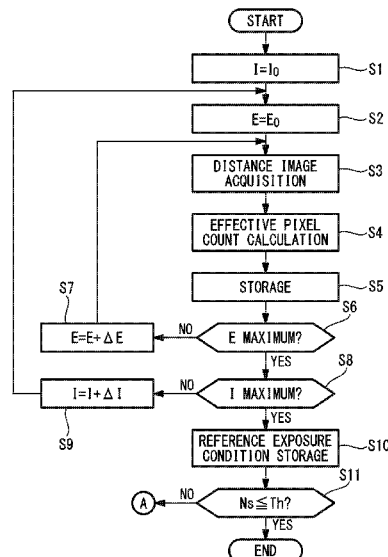 START
I=I0
S1
E=E0
S2
DISTANCE IMAGE
ACQUISITION
S3
EFFECTIVE PIXEL
COUNT CALCULATION
S4
STORAGE
S5
S7
E=E+ΔE
NO
E MAXIMUM?
S6
YES
S8
I=I+ΔI
NO
I MAXIMUM?
S9
YES
REFERENCE EXPOSURE
CONDITION STORAGE
S10
S11
A
NO
Ns≦Th?
YES
END